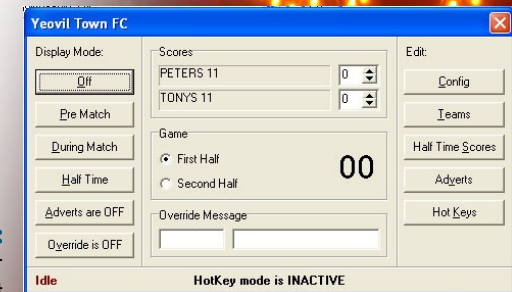 Yeovil Town FC
Display Mode:
Off
Pre Match
During Match
Half Time
Adverts are OFF
Override is OFF
Scores
PETERS 11
0
TONYS 11
0
Game
First Half
Second Half
00
Override Message
Edit:
Config
Teams
Half Time Scores
Adverts
Hot Keys
Idle
HotKey mode is INACTIVE